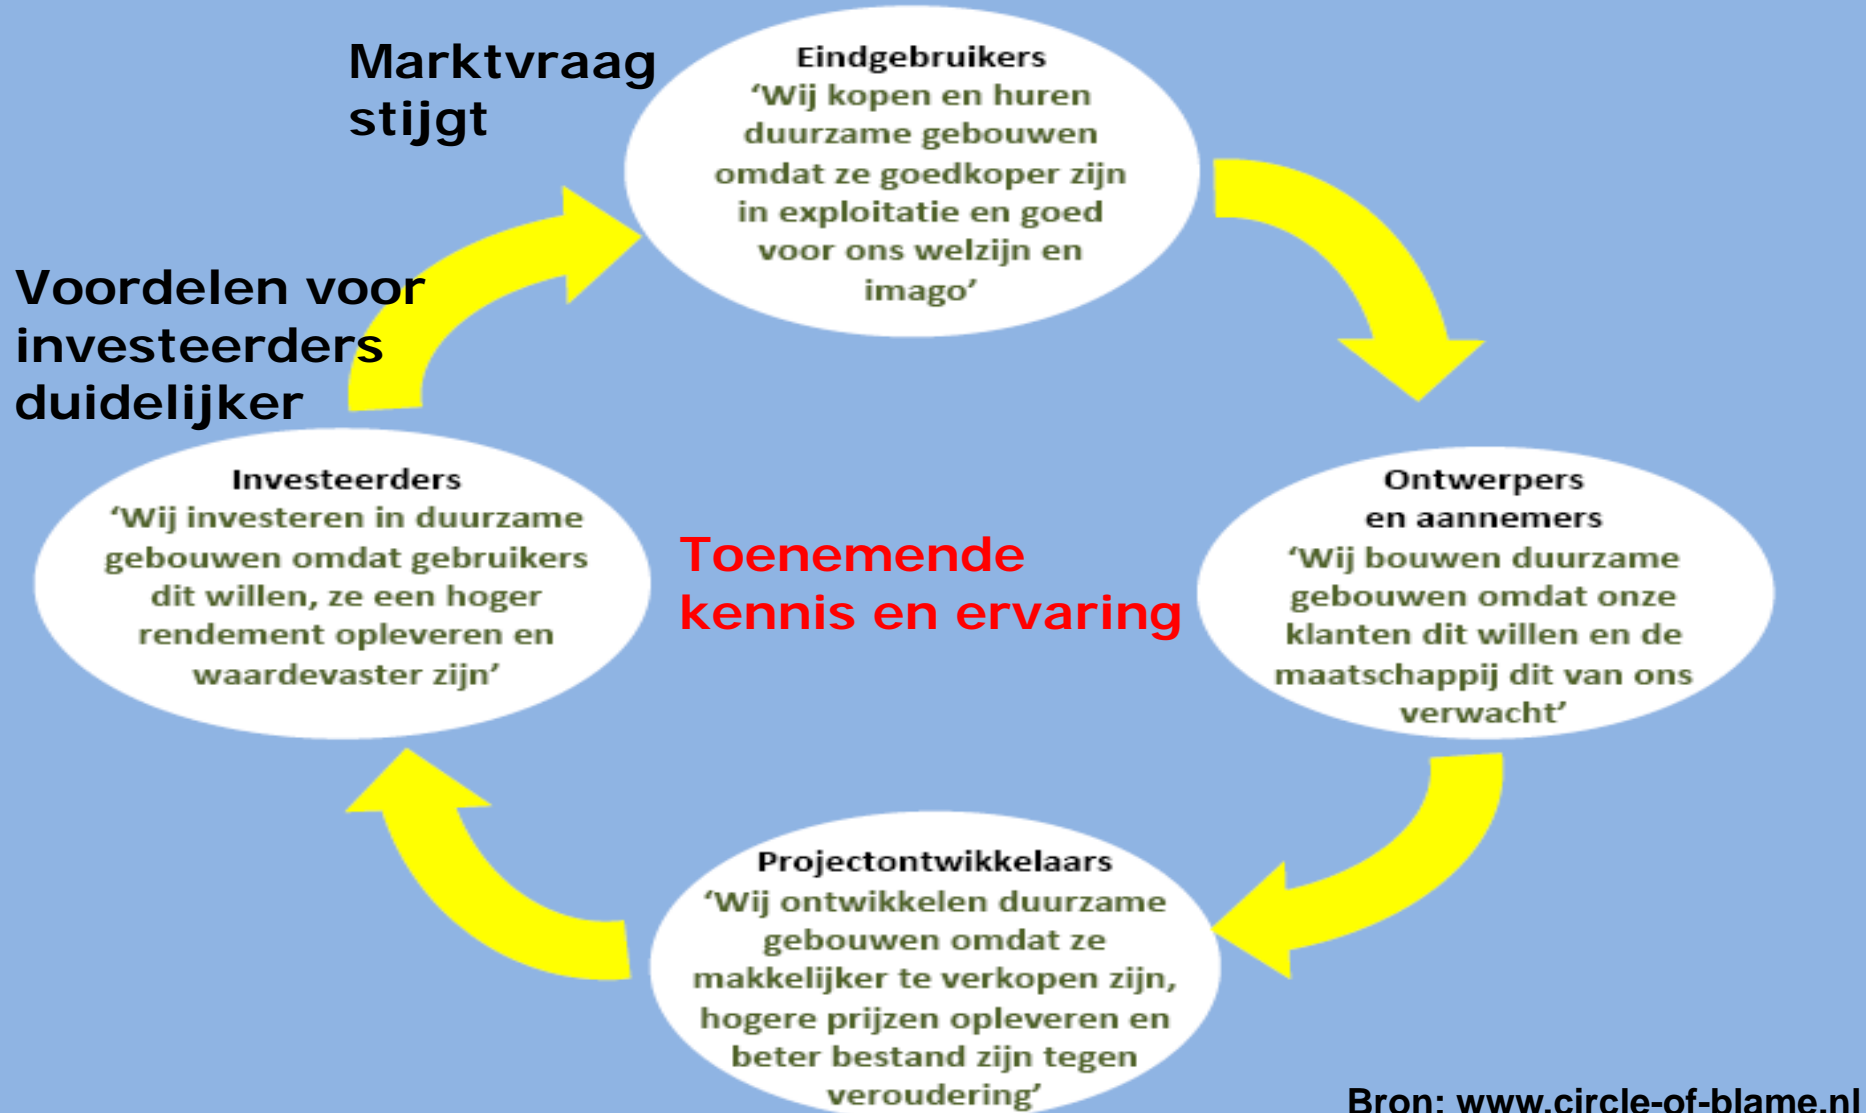 Marktvraag
stijgt
Eindgebruikers
‘Wij kopen en huren
duurzame gebouwen
omdat ze goedkoper zijn
in exploitatie en goed
voor ons welzijn en
imago’
Voordelen voor
investeerders
duidelijker
Investeerders
‘Wij investeren in duurzame
gebouwen omdat gebruikers
dit willen, ze een hoger
rendement opleveren en
waardevaster zijn’
Toenemende
kennis en ervaring
Ontwerpers
en aannemers
‘Wij bouwen duurzame
gebouwen omdat onze
klanten dit willen en de
maatschappij dit van ons
verwacht’
Projectontwikkelaars
‘Wij ontwikkelen duurzame
gebouwen omdat ze
makkelijker te verkopen zijn,
hogere prijzen opleveren en
beter bestand zijn tegen
veroudering’
Bron: www.circle-of-blame.nl